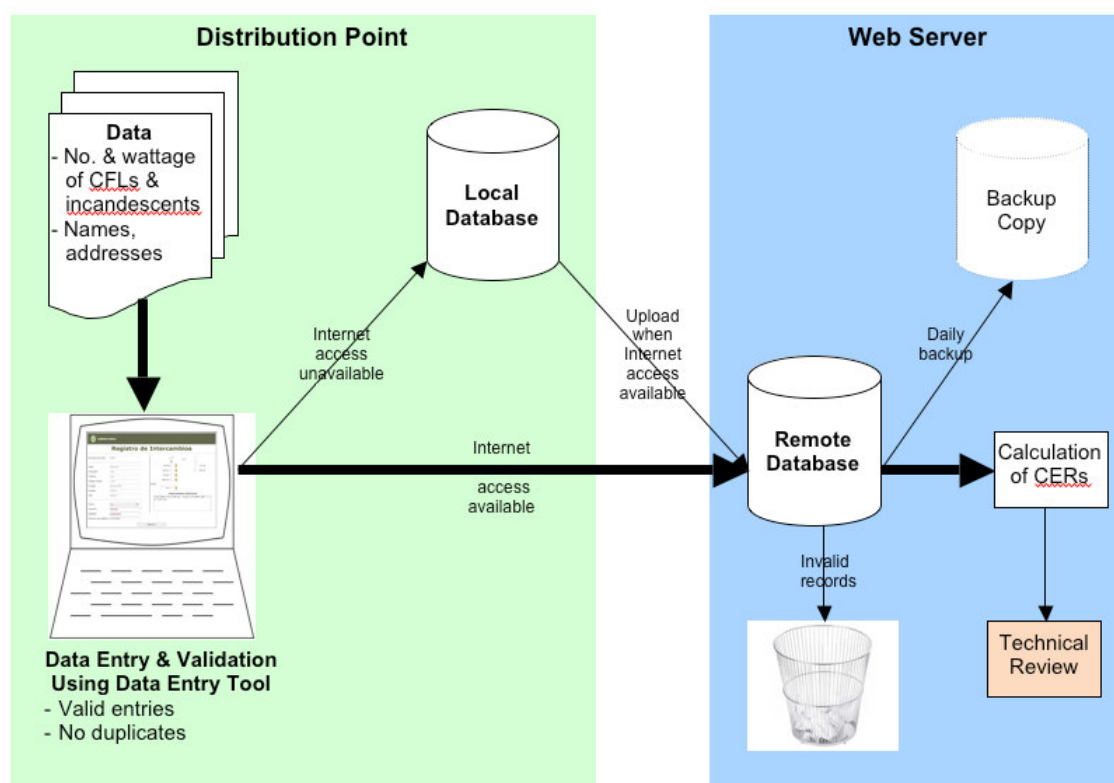 Distribution Point
Web Server
Data
- No. & wattage
of CFLs &
incandescents
- Names,
addresses
Local
Database
Backup
Copy
Internet
access
unavailable
Upload
when
Internet
access
available
Daily
backup
Registro de Intercambios
Internet
access
available
Remote
Database
Calculation
of CERs
Invalid
records
Technical
Review
Data Entry & Validation
Using Data Entry Tool
- Valid entries
- No duplicates